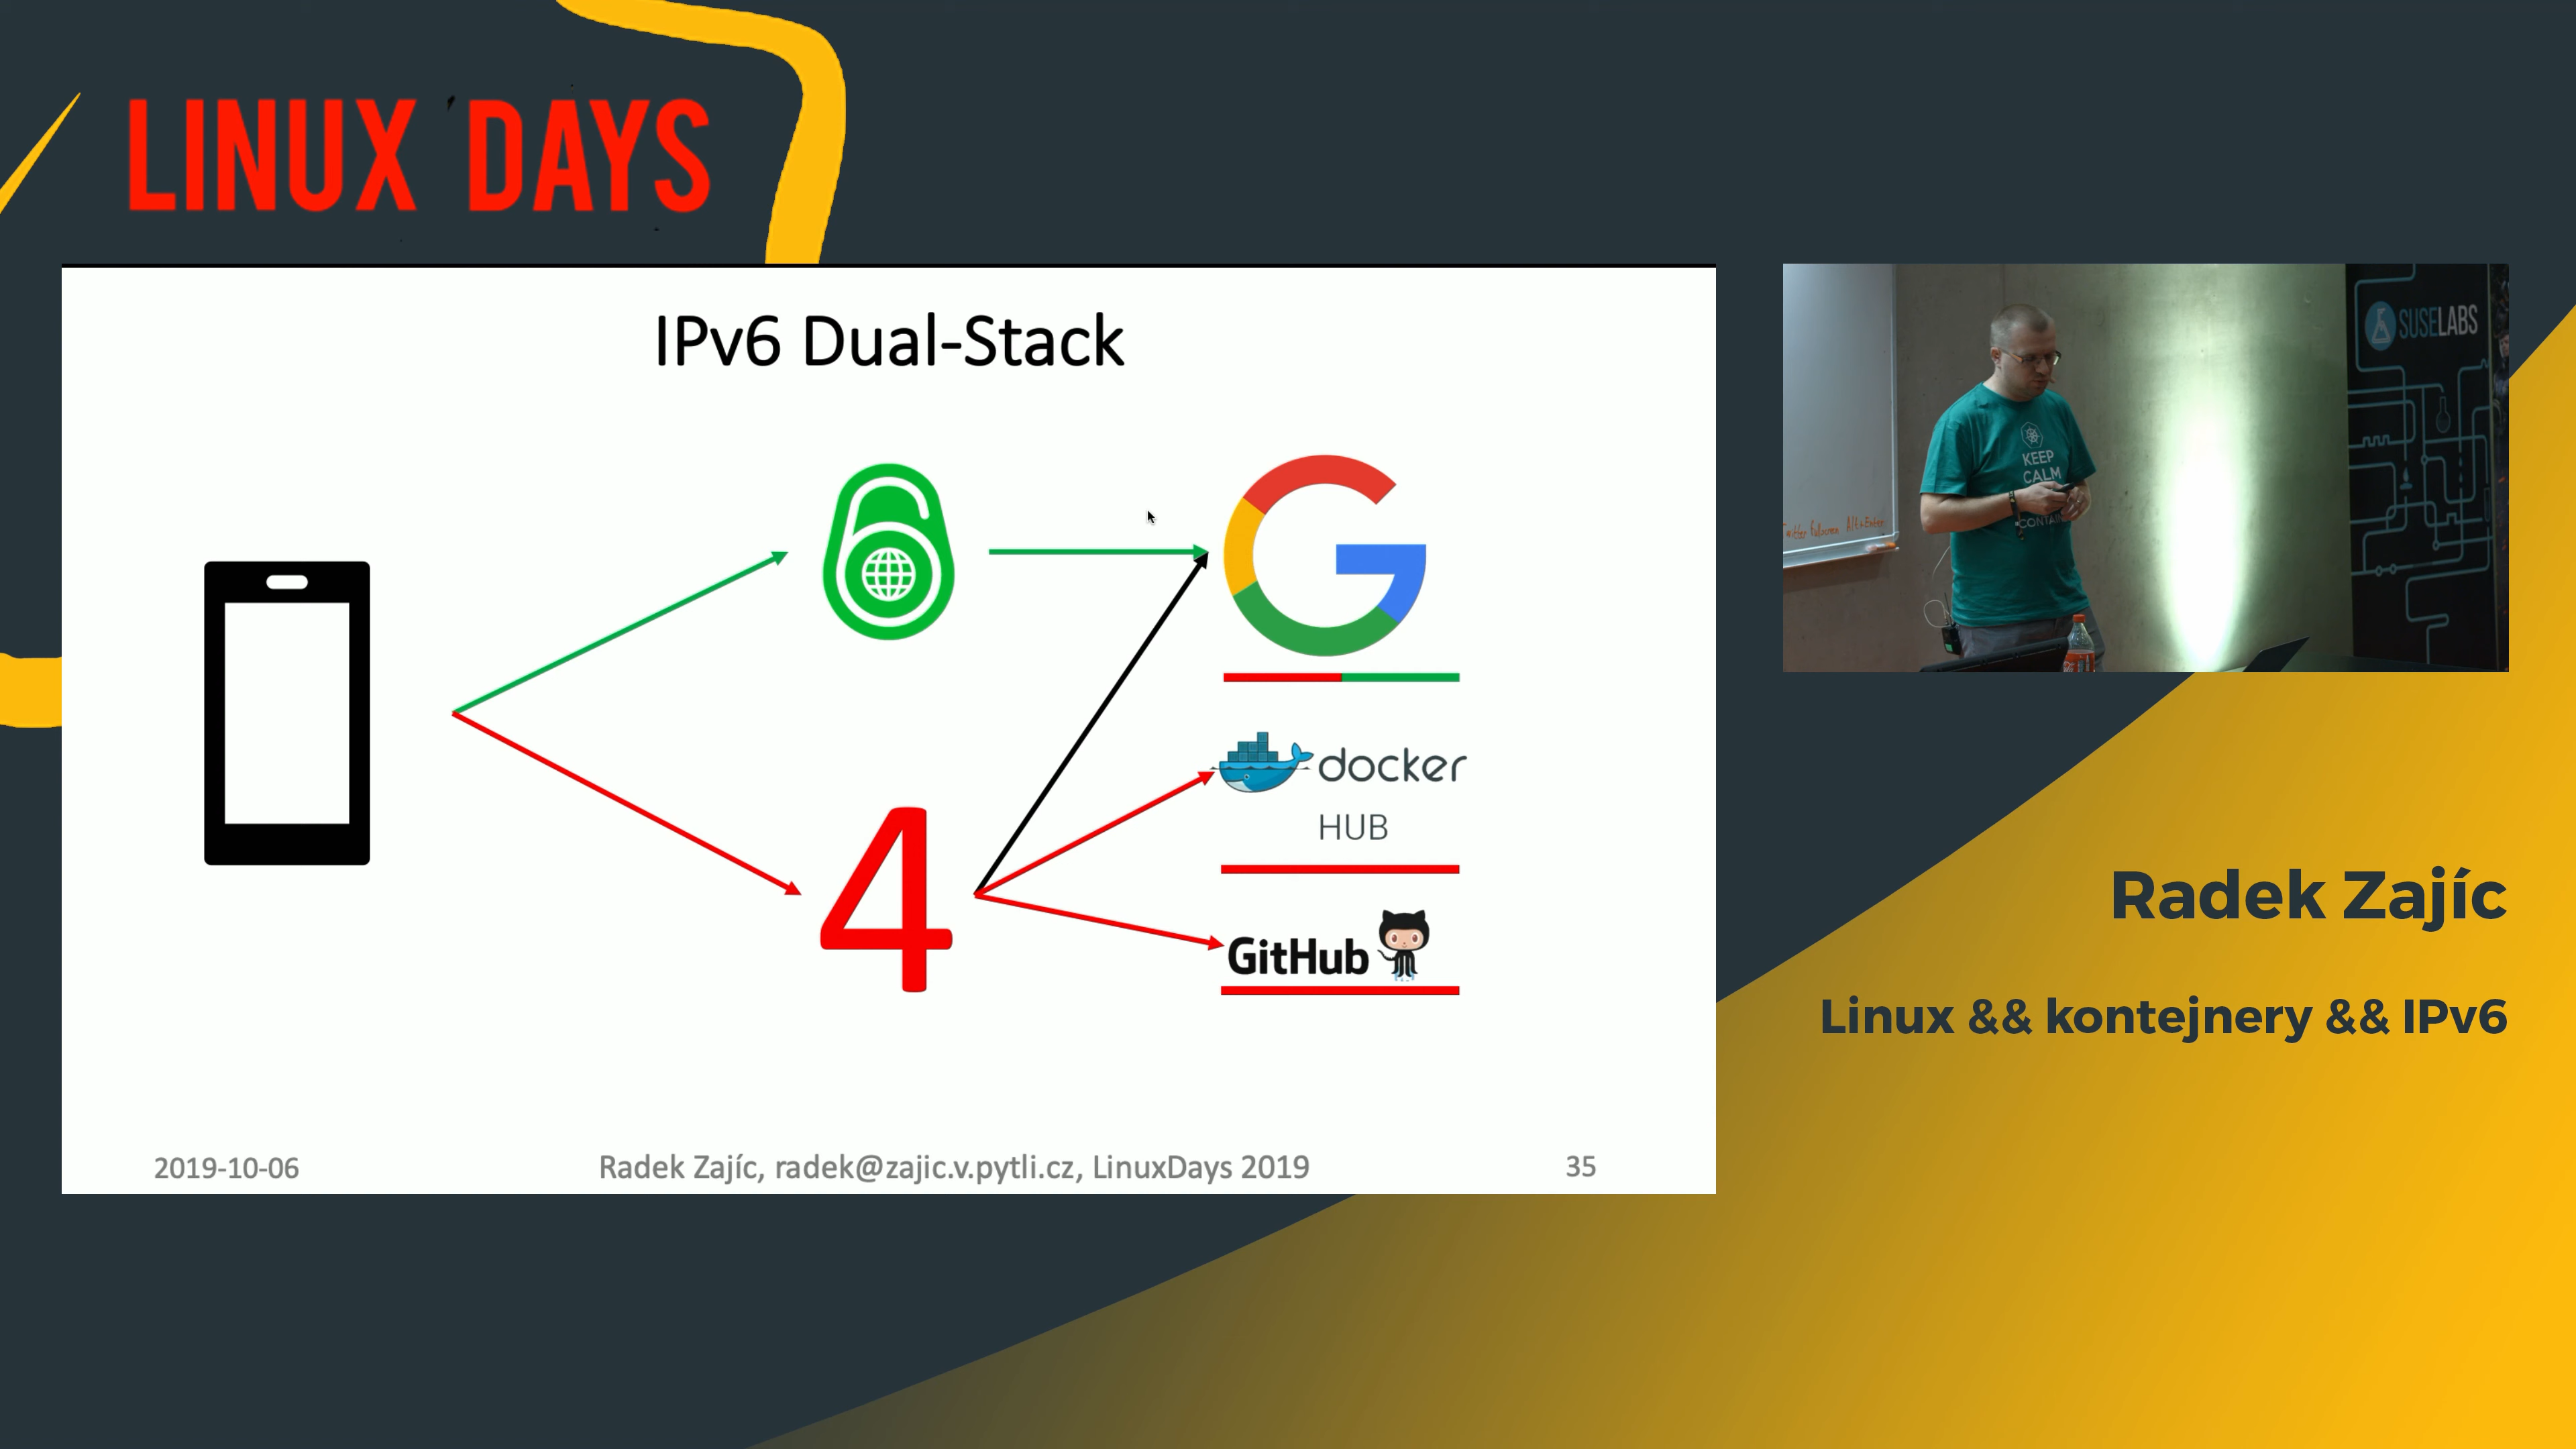 LINUX DAYS
IPv6 Dual-Stack
6
4
docker
HUB
GitHub
2019-10-06
Radek Zajíc, radek@zajic.v.pytli.cz, LinuxDays 2019
35
SUSELABS
KEEP
CALM
Radek Zajíc
Linux && kontejnery && IPv6